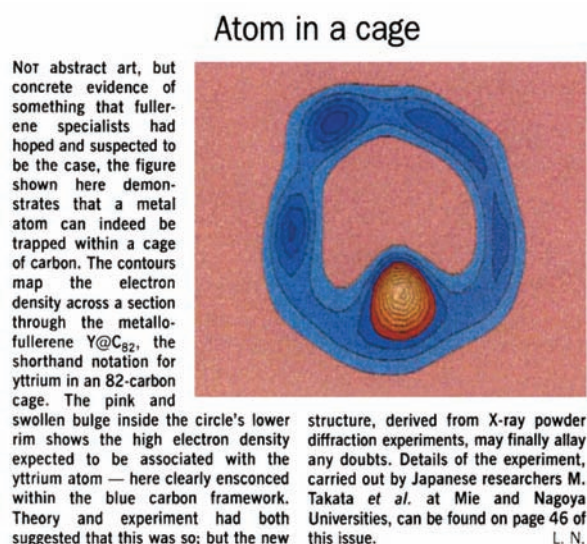 Atom in a cage
NOT abstract art, but
concrete evidence of
something that fuller-
ene specialists had
hoped and suspected to
be the case, the figure
shown here demon-
strates that a metal
atom can indeed be
trapped within a cage
of carbon. The contours
map the electron
density across a section
through the metallo-
fullerene Y@C82, the
shorthand notation for
yttrium in an 82-carbon
cage. The pink and
swollen bulge inside the circle's lower
rim shows the high electron density
expected to be associated with the
yttrium atom — here clearly ensconced
within the blue carbon framework.
Theory and experiment had both
suggested that this was so; but the new
structure, derived from X-ray powder
diffraction experiments, may finally allay
any doubts. Details of the experiment,
carried out by Japanese researchers M.
Takata et al. at Mie and Nagoya
Universities, can be found on page 46 of
this issue. L. N.